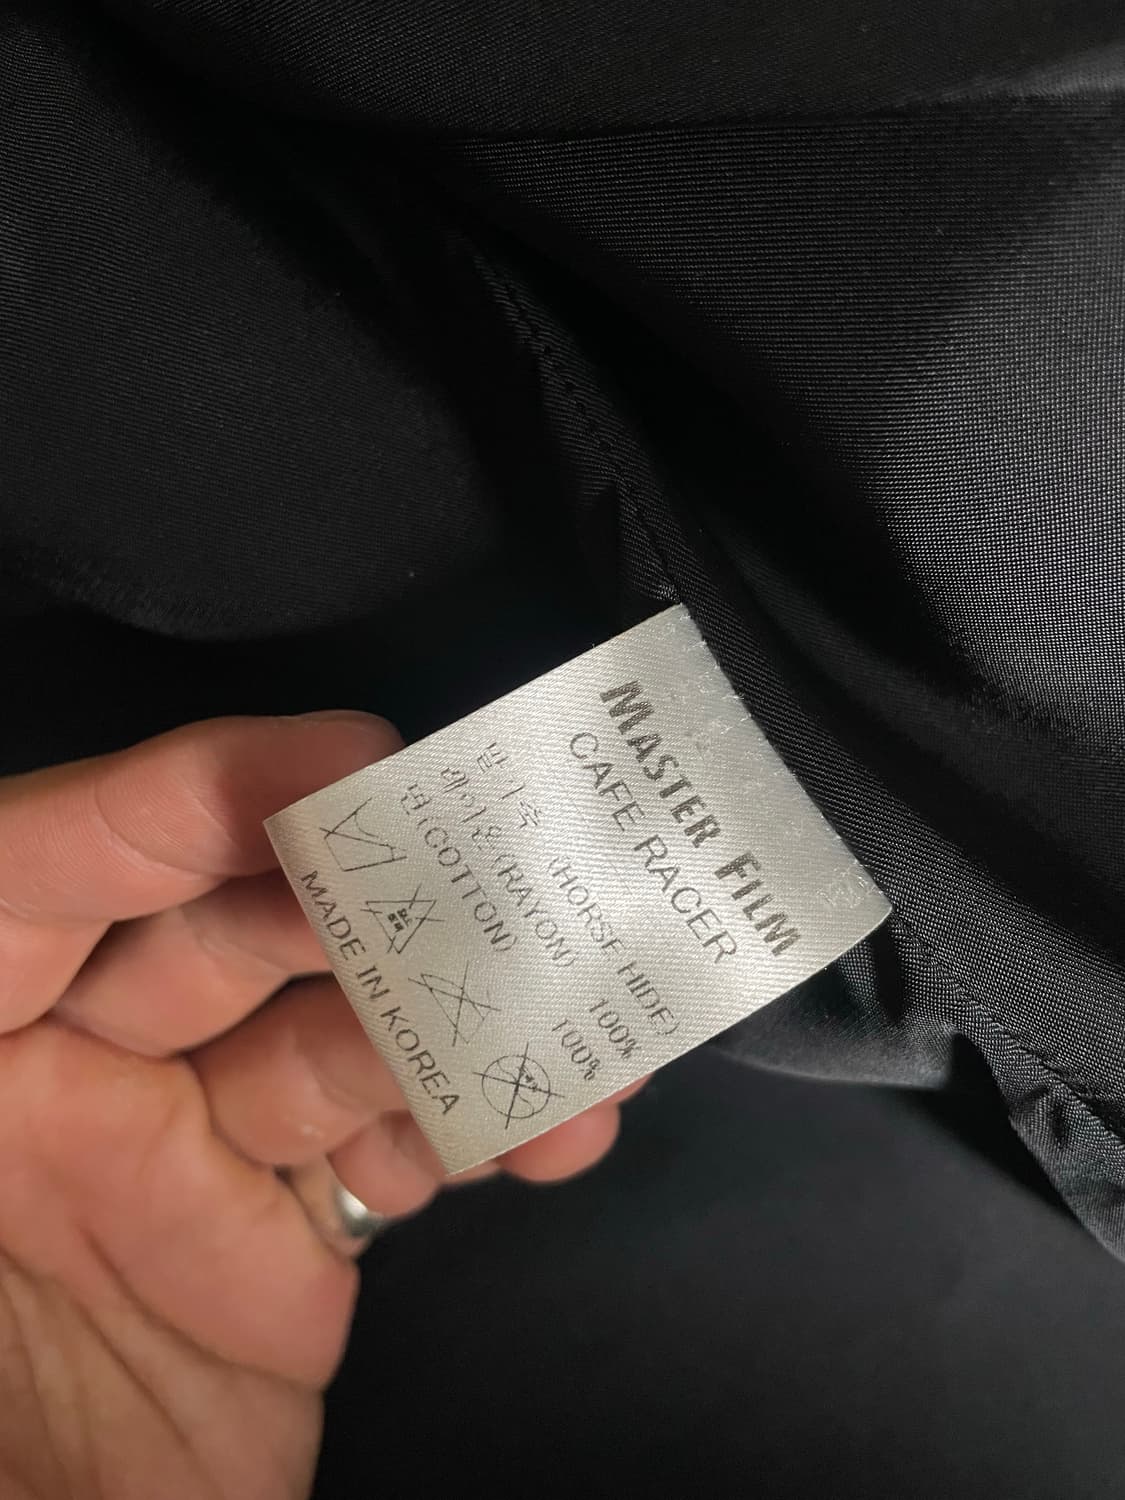 MASTER FILM
CAFE RACER
말가죽 (HORSE HIDE)
레이온(RAYON) 100%
면(COTTON) 100%
MADE IN KOREA